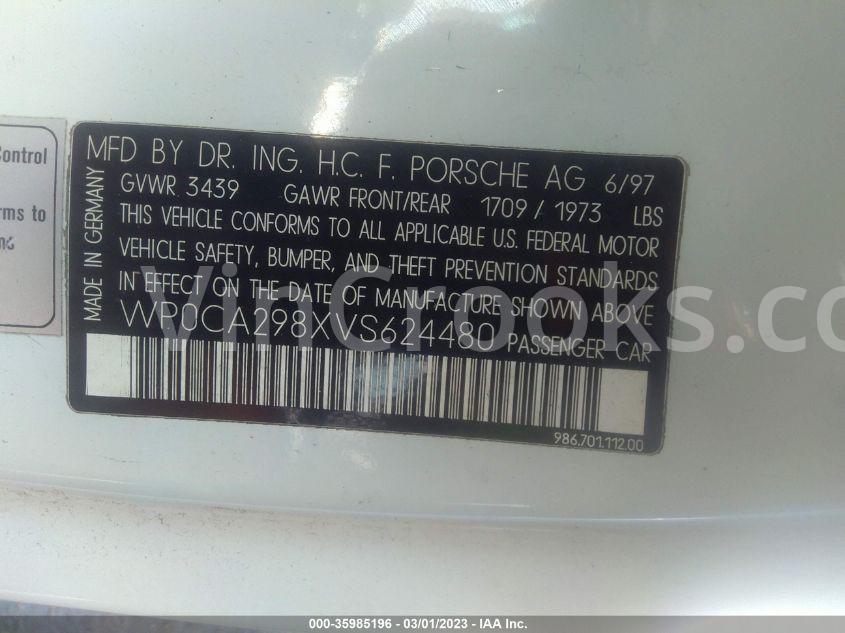 Control
rms to
MFD BY DR. ING. H.C. F. PORSCHE AG 6/97
GVWR 3439 GAWR FRONT/REAR 1709 / 1973 LBS
THIS VEHICLE CONFORMS TO ALL APPLICABLE U.S. FEDERAL MOTOR
VEHICLE SAFETY, BUMPER, AND THEFT PREVENTION STANDARDS
IN EFFECT ON THE DATE OF MANUFACTURE SHOWN ABOVE
WP0CA298XVS624480 PASSENGER CAR
MADE IN GERMANY
986.701.112.00
VinCrooks.com
000-35985196 - 03/01/2023 - IAA Inc.